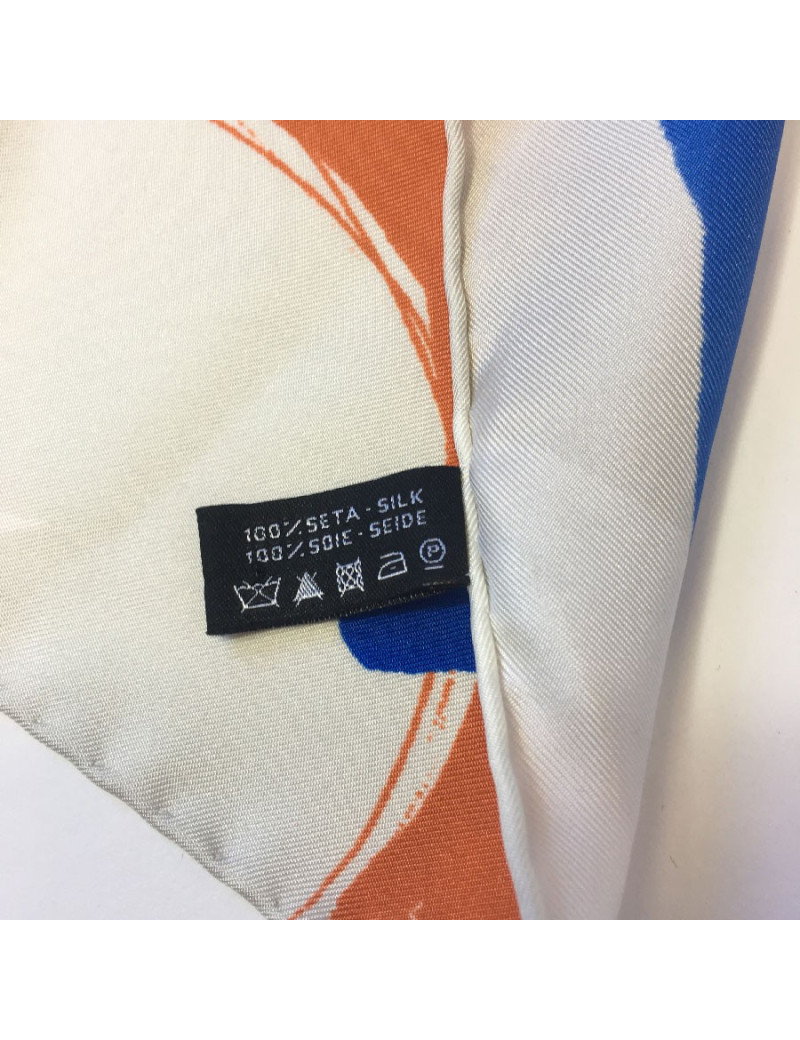 100% SETA - SILK
100% SOIE - SEIDE
P